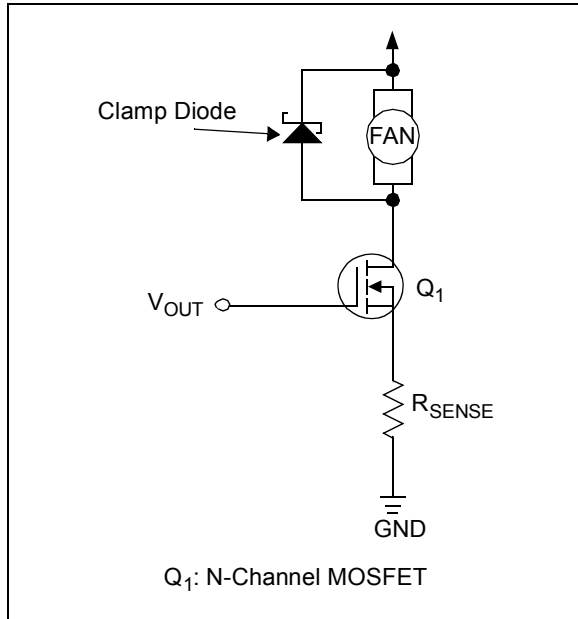 Clamp Diode
FAN
Q1
VOUT
RSENSE
GND
Q1: N-Channel MOSFET